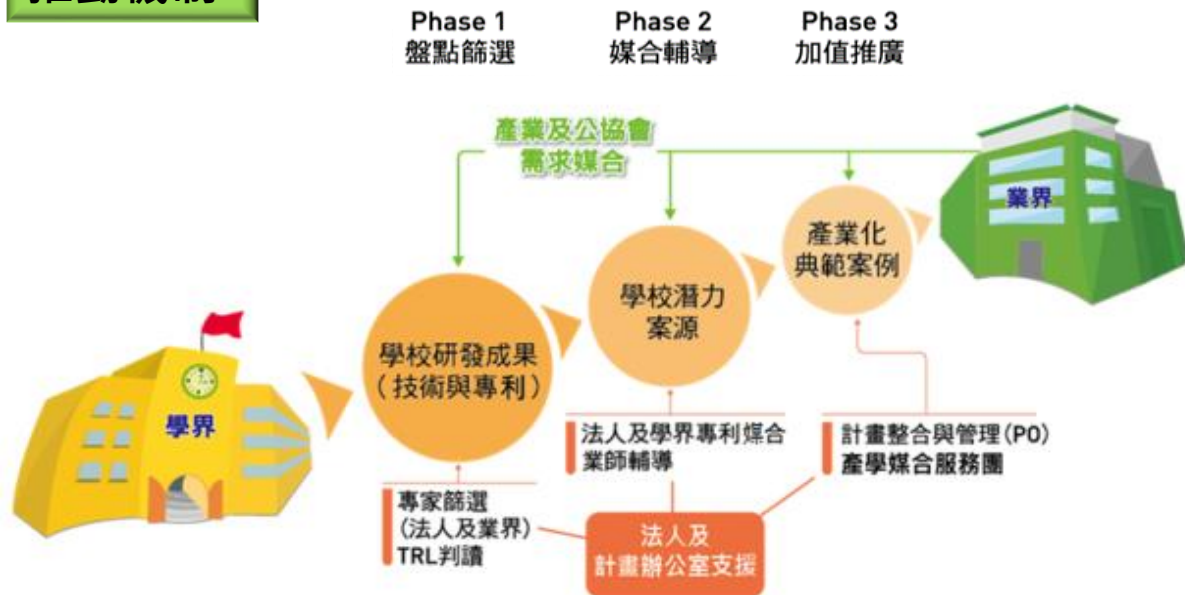 推動機制
Phase 1
盤點篩選
Phase 2
媒合輔導
Phase 3
加值推廣
產業及公協會
需求媒合
業界
產業化
典範案例
學校潛力
案源
學校研發成果
(技術與專利)
學界
法人及學界專利媒合
業師輔導
計畫整合與管理(PO)
產學媒合服務團
專家篩選
(法人及業界)
TRL判讀
法人及
計畫辦公室支援